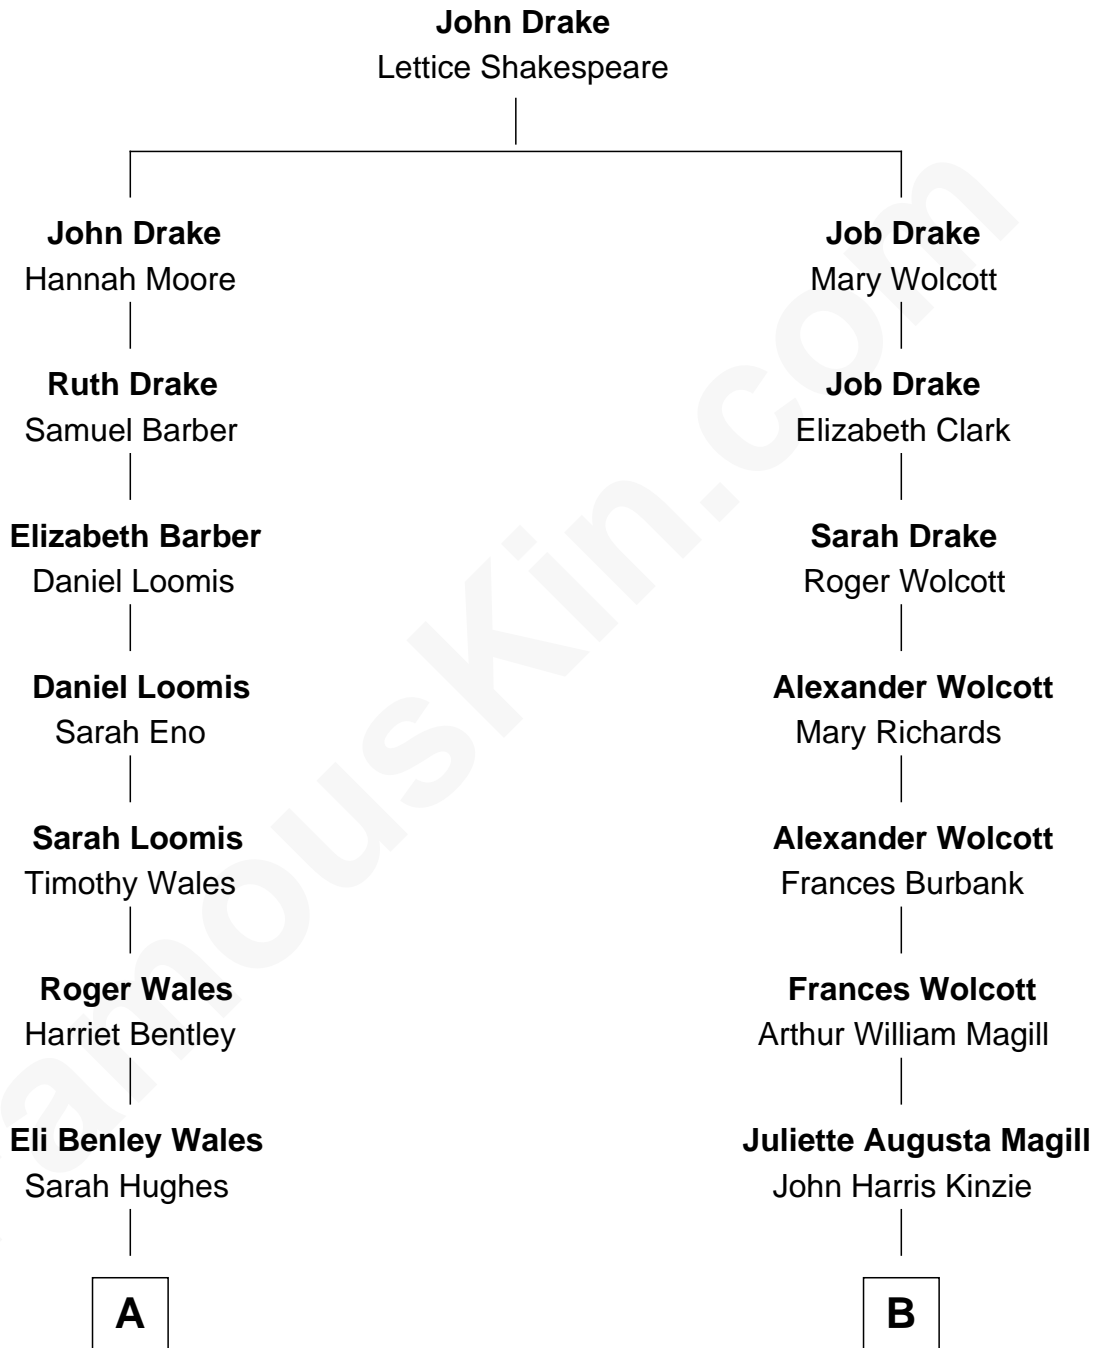 John Drake
Lettice Shakespeare
John Drake
Hannah Moore
Job Drake
Mary Wolcott
Ruth Drake
Samuel Barber
Job Drake
Elizabeth Clark
Elizabeth Barber
Daniel Loomis
Sarah Drake
Roger Wolcott
Daniel Loomis
Sarah Eno
Alexander Wolcott
Mary Richards
Sarah Loomis
Timothy Wales
Alexander Wolcott
Frances Burbank
Roger Wales
Harriet Bentley
Frances Wolcott
Arthur William Magill
Eli Benley Wales
Sarah Hughes
Juliette Augusta Magill
John Harris Kinzie
A
B
amouskin.com